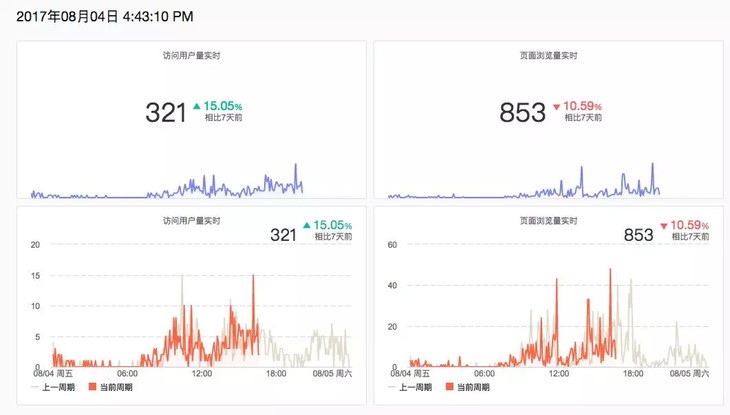 2017年08月04日 4:43:10 PM
访问用户量实时
321
15.05%
相比7天前
页面浏览量实时
853
10.59%
相比7天前
访问用户量实时
321
15.05%
相比7天前
20
15
10
5
0
08/04 周五
06:00
12:00
18:00
08/05 周六
上一周期
当前周期
页面浏览量实时
853
10.59%
相比7天前
60
40
20
0
08/04 周五
06:00
12:00
18:00
08/05 周六
上一周期
当前周期